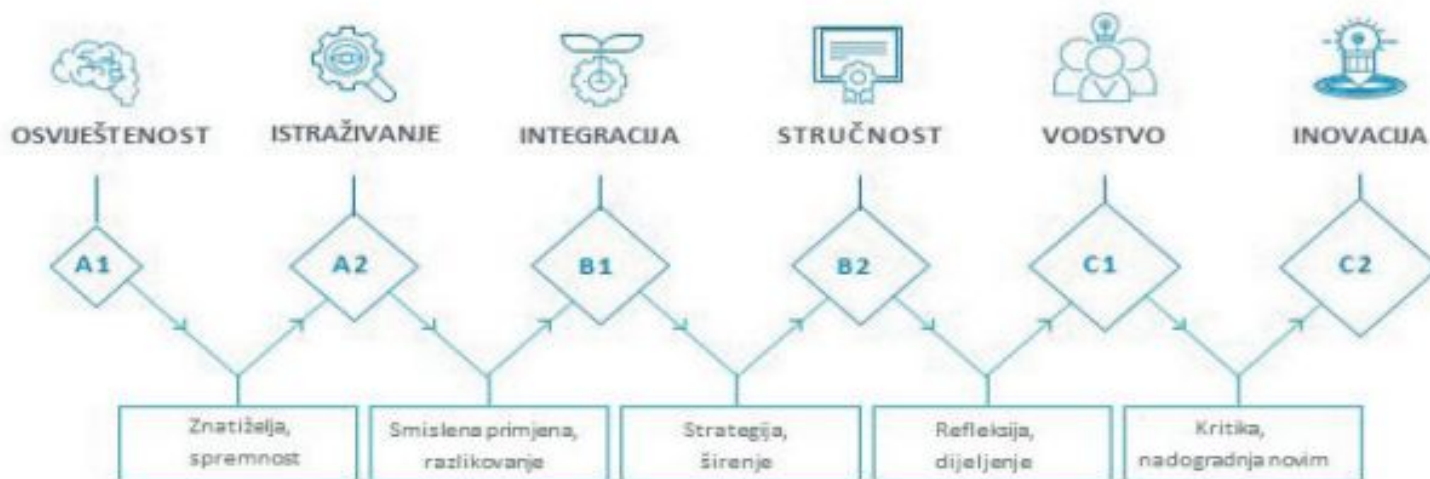 OSVIJEŠTENOST
ISTRAŽIVANJE
INTEGRACIJA
STRUČNOST
VODSTVO
INOVACIJA
A1
A2
B1
B2
C1
C2
Znatiželja,
spremnost
Smislena primjena,
razlikovanje
Strategija,
širenje
Refleksija,
dijeljenje
Kritika,
nadogradnja novim